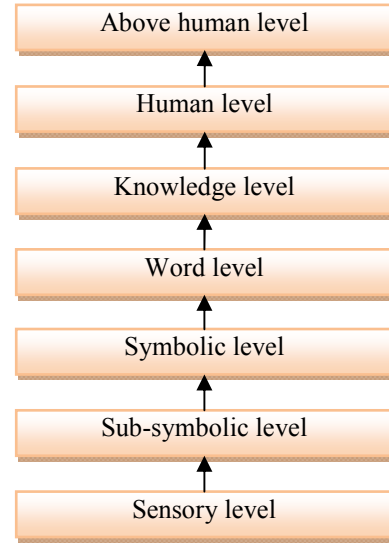 Above human level
Human level
Knowledge level
Word level
Symbolic level
Sub-symbolic level
Sensory level